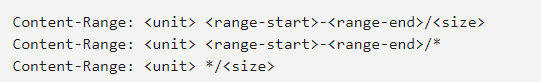 Content-Range: <unit> <range-start>-<range-end>/<size>
Content-Range: <unit> <range-start>-<range-end>/*
Content-Range: <unit> */<size>